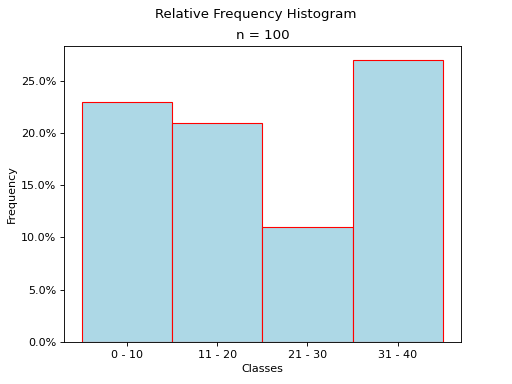 Relative Frequency Histogram
n = 100
25.0%
20.0%
15.0%
10.0%
5.0%
0.0%
Frequency
0 - 10
11 - 20
21 - 30
31 - 40
Classes